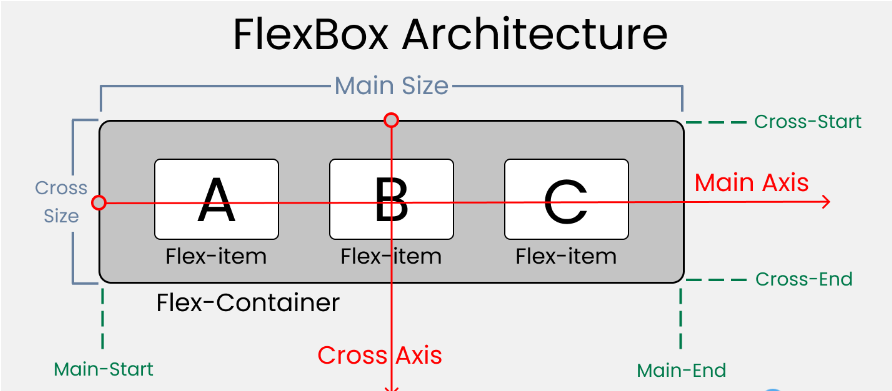 FlexBox Architecture
Main Size
Cross-Start
Cross
Size
A
B
C
Main Axis
Flex-item
Flex-item
Flex-item
Cross-End
Flex-Container
Cross Axis
Main-Start
Main-End